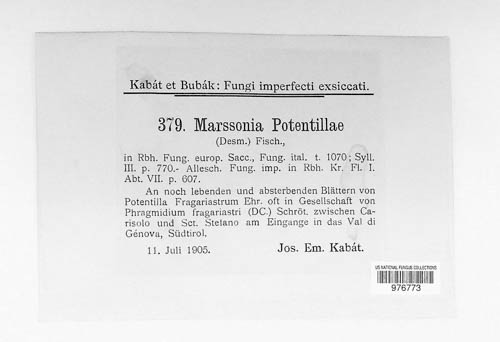 Kabát et Bubák: Fungi imperfecti exsiccati.
379. Marssonia Potentillae
(Desm.) Fisch.,
in Rbh. Fung. europ. Sacc., Fung. ital. t. 1070; Syll.
III. p. 770.- Allesch. Fung. imp. in Rbh. Kr. Fl. I.
Abt. VII. p. 607.
An noch lebenden und absterbenden Blättern von
Potentilla Fragariastrum Ehr. oft in Gesellschaft von
Phragmidium fragariastri (DC.) Schröt. zwischen Ca-
risolo und Sct. Stefano am Eingange in das Val di
Génova, Südtirol.
11. Juli 1905. Jos. Em. Kabát.
US NATIONAL FUNGUS COLLECTIONS
976773